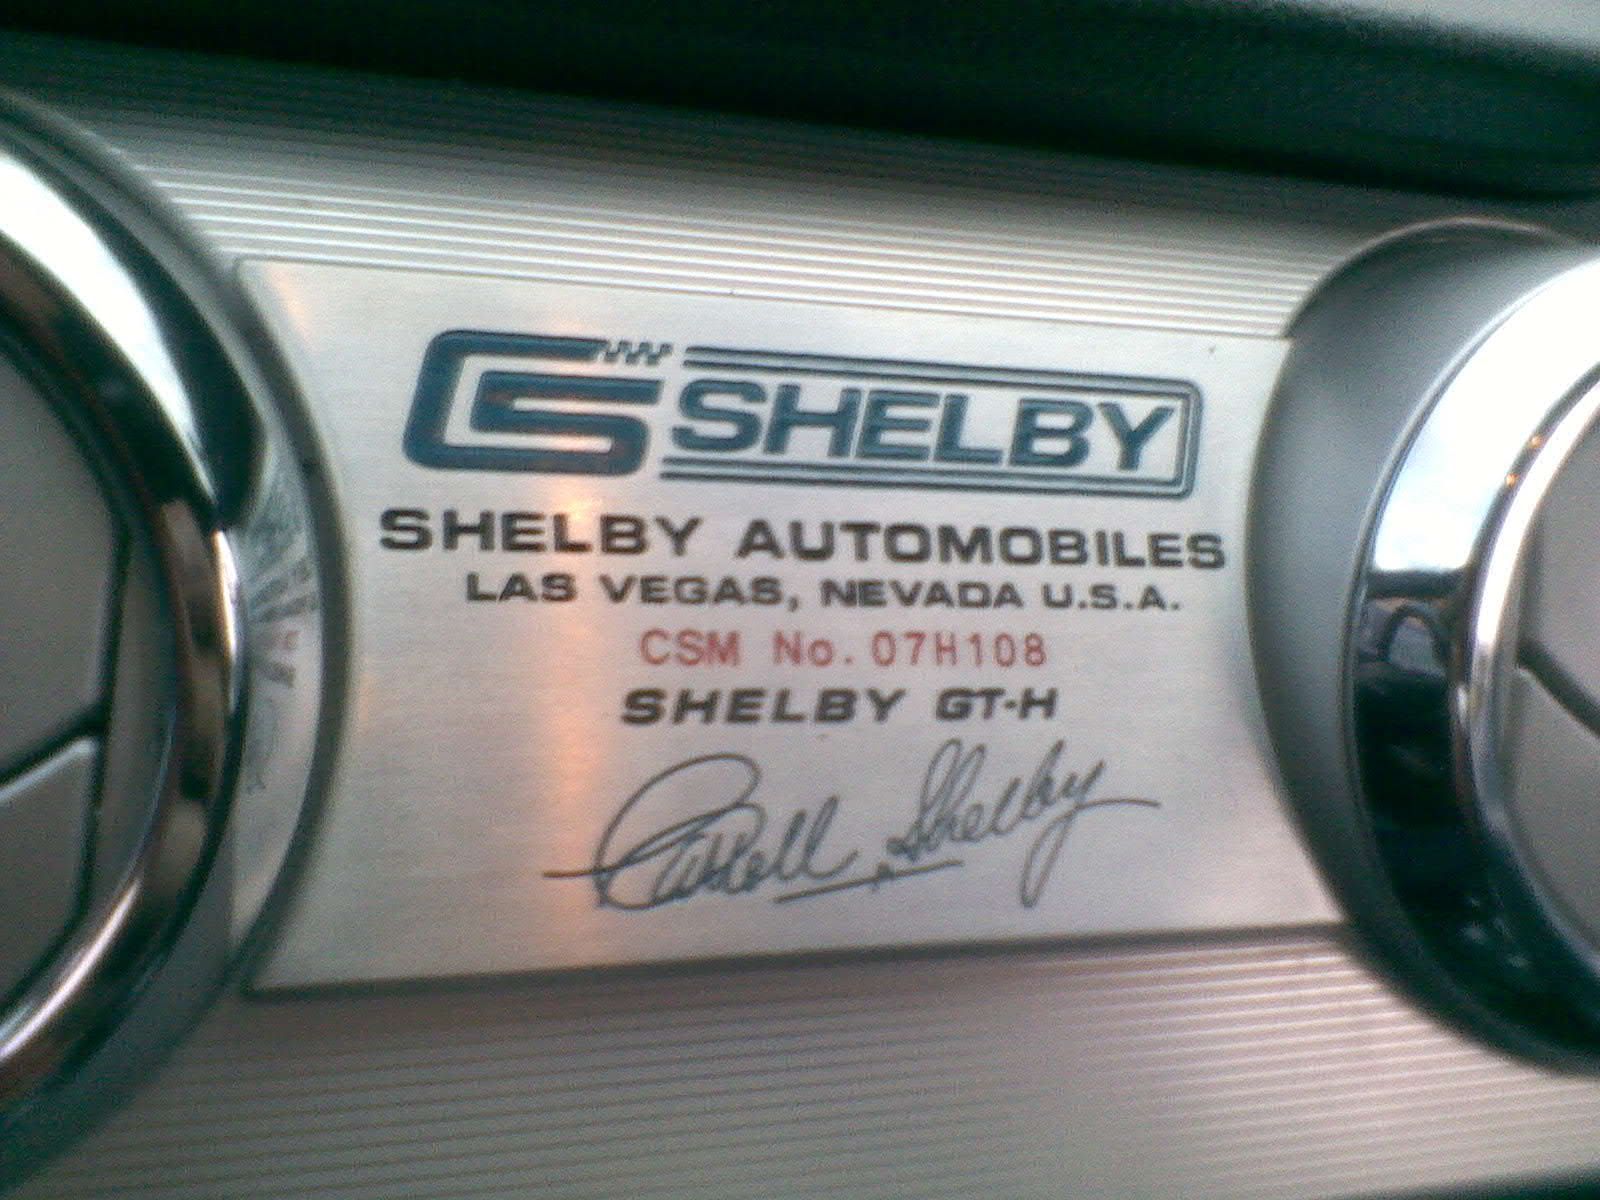 CS SHELBY
SHELBY AUTOMOBILES
LAS VEGAS, NEVADA U.S.A.
CSM No. 07H108
SHELBY GT-H
Carroll Shelby